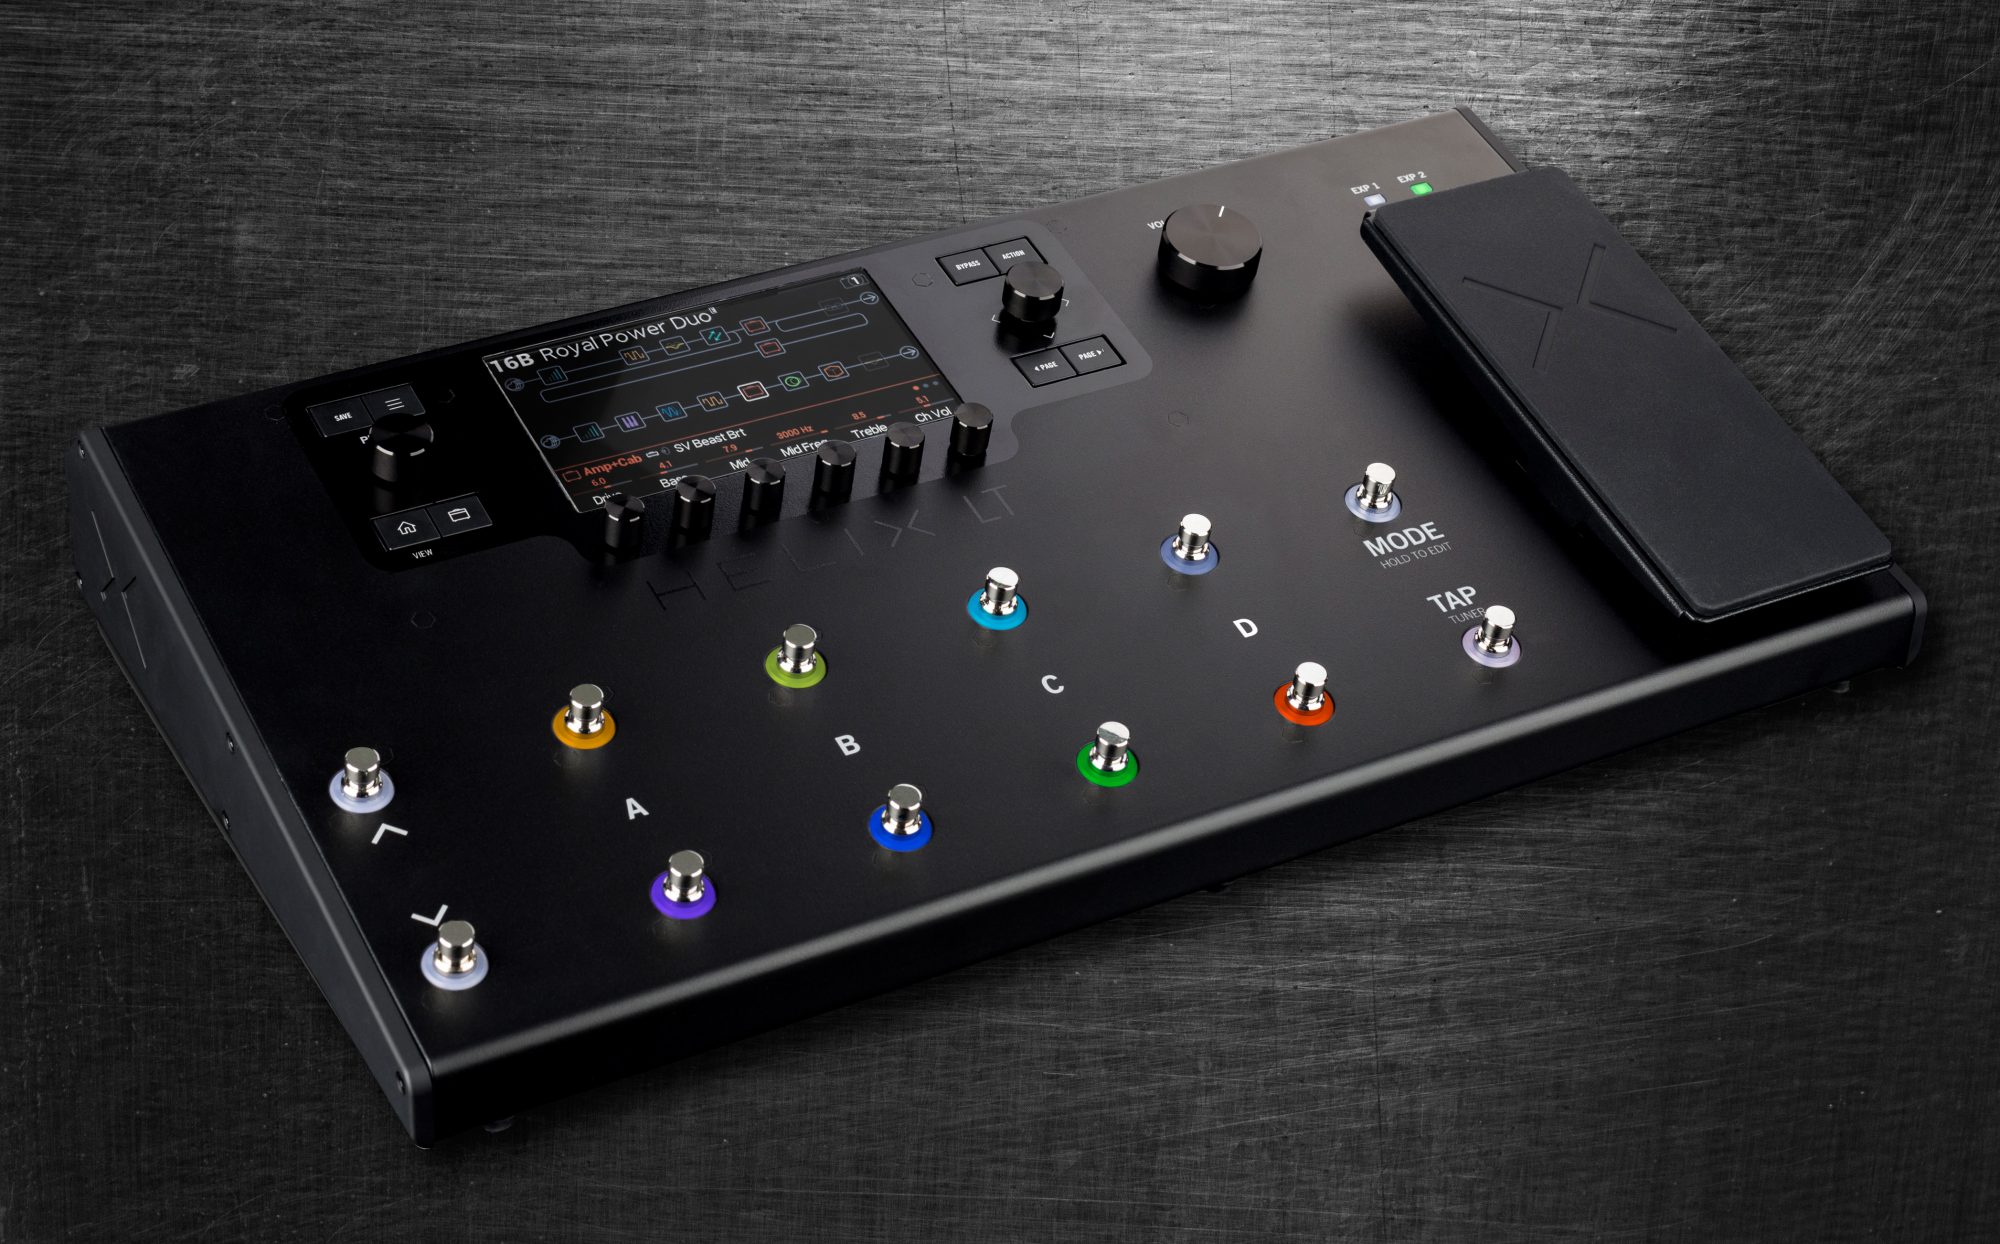 EXP 1
EXP 2
BYPASS
ACTION
1
16B Royal Power Duo
PAGE
PAGE
SAVE
Amp+Cab
SV Beast Brt
6.0
4.1
7.9
3000 Hz
8.5
5.1
Mid
Treble
Ch Vol
VIEW
HELIX LT
MODE
HOLD TO EDIT
TAP
TUNER
A
B
C
D